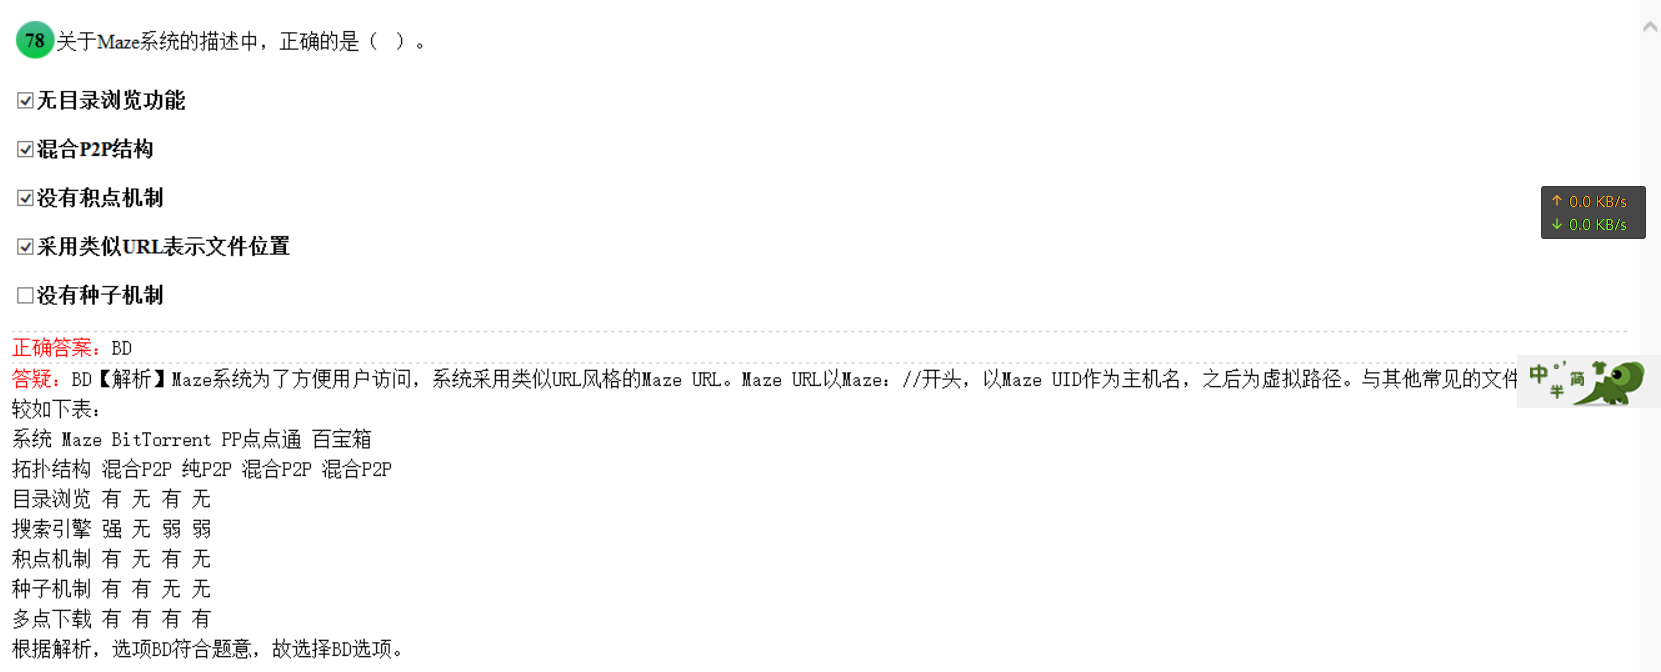 78 关于Maze系统的描述中，正确的是（ ）。
无目录浏览功能
混合P2P结构
没有积点机制
↑ 0.0 KB/s
↓ 0.0 KB/s
采用类似URL表示文件位置
没有种子机制
正确答案：BD
答疑：BD【解析】Maze系统为了方便用户访问，系统采用类似URL风格的Maze URL。Maze URL以Maze：//开头，以Maze UID作为主机名，之后为虚拟路径。与其他常见的文件
中 °’ 简
半
较如下表：
系统 Maze BitTorrent PP点点通 百宝箱
拓扑结构 混合P2P 纯P2P 混合P2P 混合P2P
目录浏览 有 无 有 无
搜索引擎 强 无 弱 弱
积点机制 有 无 有 无
种子机制 有 有 无 无
多点下载 有 有 有 有
根据解析，选项BD符合题意，故选择BD选项。